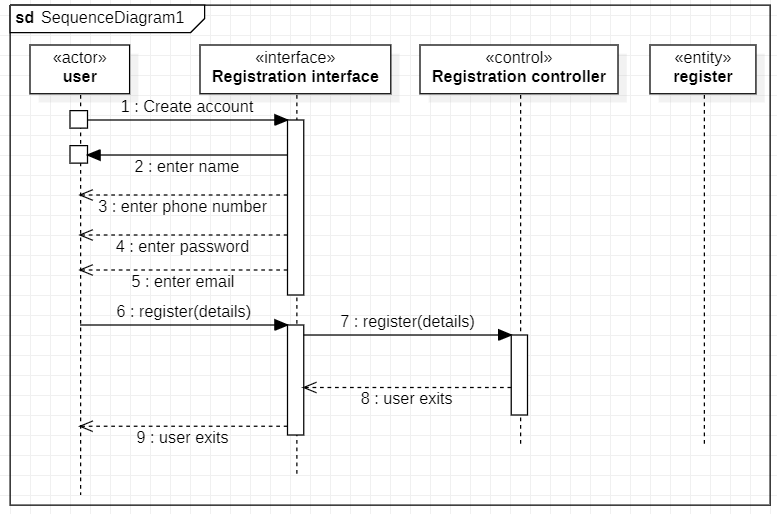 sd SequenceDiagram1
«actor»
user
«interface»
Registration interface
«control»
Registration controller
«entity»
register
1 : Create account
2 : enter name
3 : enter phone number
4 : enter password
5 : enter email
6 : register(details)
7 : register(details)
8 : user exits
9 : user exits